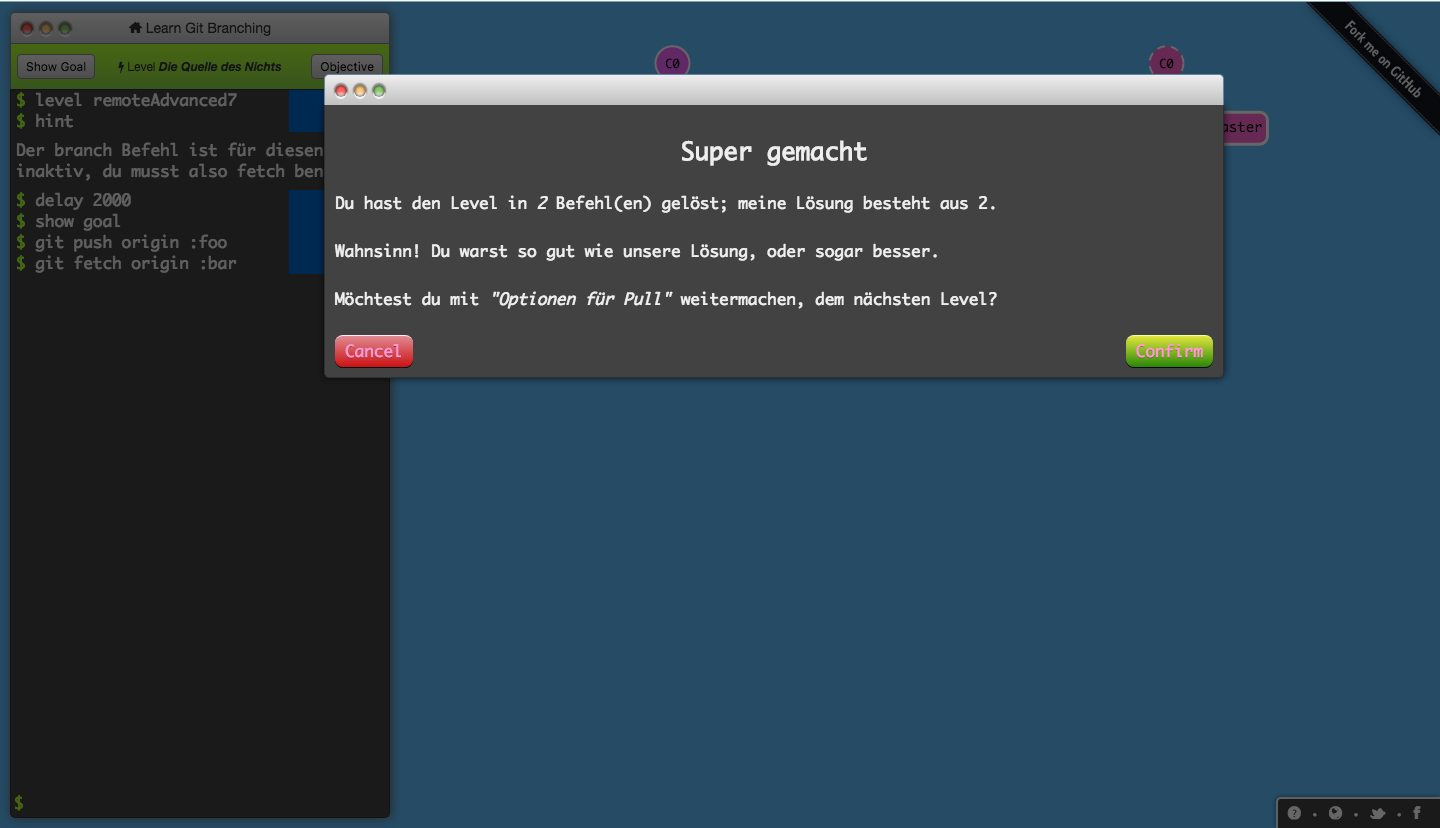 Learn Git Branching
Show Goal
Level Die Quelle des Nichts
Objective
$ level remoteAdvanced7
$ hint
Der branch Befehl ist für diesen
inaktiv, du musst also fetch ben
$ delay 2000
$ show goal
$ git push origin :foo
$ git fetch origin :bar
$
C0
C0
aster
Fork me on GitHub
Super gemacht
Du hast den Level in 2 Befehl(en) gelöst; meine Lösung besteht aus 2.
Wahnsinn! Du warst so gut wie unsere Lösung, oder sogar besser.
Möchtest du mit "Optionen für Pull" weitermachen, dem nächsten Level?
Cancel
Confirm